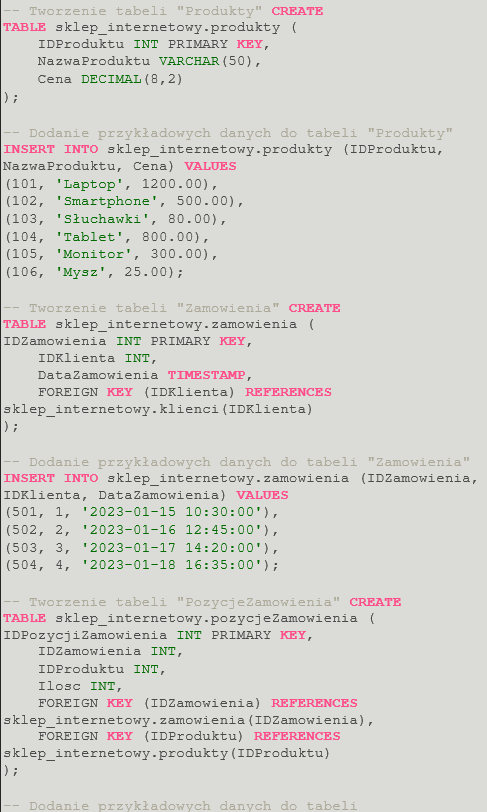 -- Tworzenie tabeli "Produkty" CREATE
TABLE sklep_internetowy.produkty (
    IDProduktu INT PRIMARY KEY,
    NazwaProduktu VARCHAR(50),
    Cena DECIMAL(8,2)
);

-- Dodanie przykładowych danych do tabeli "Produkty"
INSERT INTO sklep_internetowy.produkty (IDProduktu,
NazwaProduktu, Cena) VALUES
(101, 'Laptop', 1200.00),
(102, 'Smartphone', 500.00),
(103, 'Słuchawki', 80.00),
(104, 'Tablet', 800.00),
(105, 'Monitor', 300.00),
(106, 'Mysz', 25.00);

-- Tworzenie tabeli "Zamowienia" CREATE
TABLE sklep_internetowy.zamowienia (
IDZamowienia INT PRIMARY KEY,
    IDKlienta INT,
    DataZamowienia TIMESTAMP,
    FOREIGN KEY (IDKlienta) REFERENCES
sklep_internetowy.klienci(IDKlienta)
);

-- Dodanie przykładowych danych do tabeli "Zamowienia"
INSERT INTO sklep_internetowy.zamowienia (IDZamowienia,
IDKlienta, DataZamowienia) VALUES
(501, 1, '2023-01-15 10:30:00'),
(502, 2, '2023-01-16 12:45:00'),
(503, 3, '2023-01-17 14:20:00'),
(504, 4, '2023-01-18 16:35:00');

-- Tworzenie tabeli "PozycjeZamowienia" CREATE
TABLE sklep_internetowy.pozycjeZamowienia (
IDPozycjiZamowienia INT PRIMARY KEY,
    IDZamowienia INT,
    IDProduktu INT,
    Ilosc INT,
    FOREIGN KEY (IDZamowienia) REFERENCES
sklep_internetowy.zamowienia(IDZamowienia),
    FOREIGN KEY (IDProduktu) REFERENCES
sklep_internetowy.produkty(IDProduktu)
);

-- Dodanie przykładowych danych do tabeli